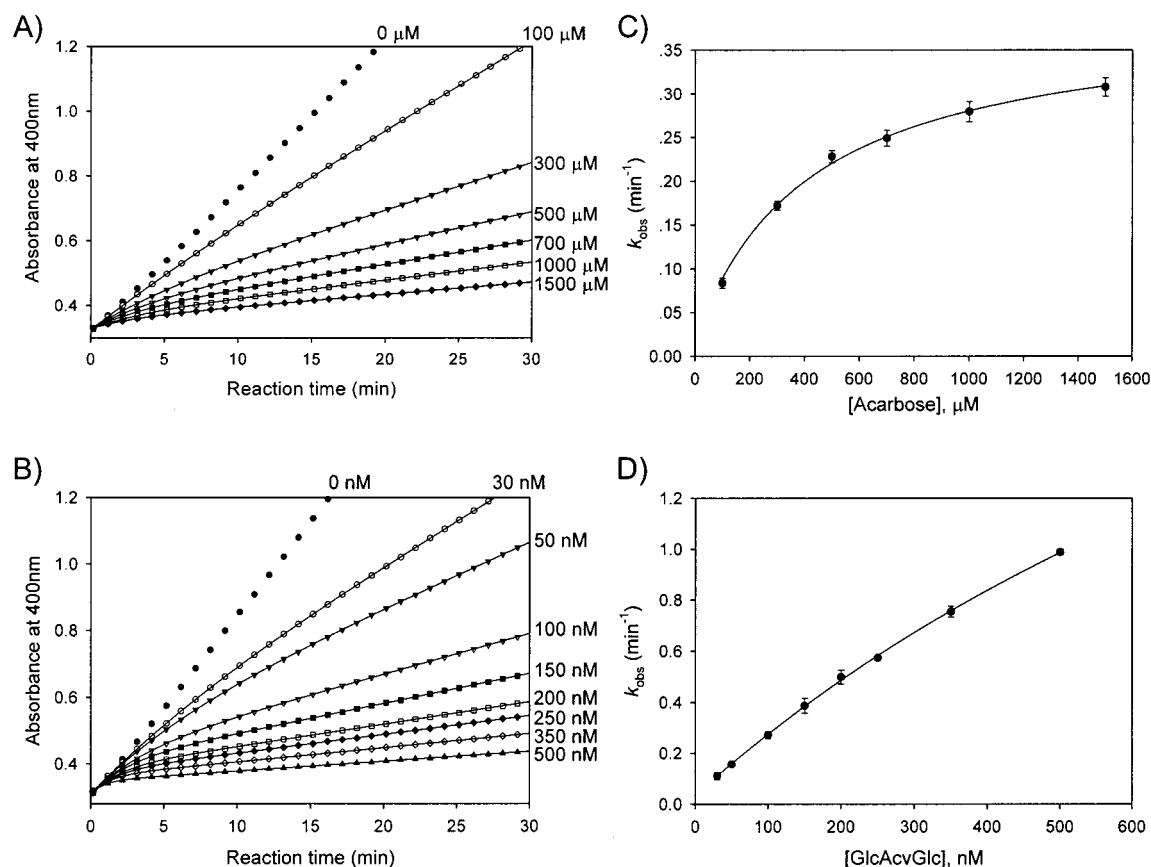 A)
0 μM
100 μM
1.2
1.0
0.8
0.6
0.4
Absorbance at 400nm
300 μM
500 μM
700 μM
1000 μM
1500 μM
0 5 10 15 20 25 30
Reaction time (min)
C)
.35
.30
.25
.20
.15
.10
.05
0.00
kobs (min-1)
0 200 400 600 800 1000 1200 1400 1600
[Acarbose], μM
B)
0 nM
30 nM
1.2
1.0
0.8
0.6
0.4
Absorbance at 400nm
50 nM
100 nM
150 nM
200 nM
250 nM
350 nM
500 nM
0 5 10 15 20 25 30
Reaction time (min)
D)
1.2
1.0
0.8
0.6
0.4
0.2
0.0
kobs (min-1)
0 100 200 300 400 500 600
[GlcAcvGlc], nM